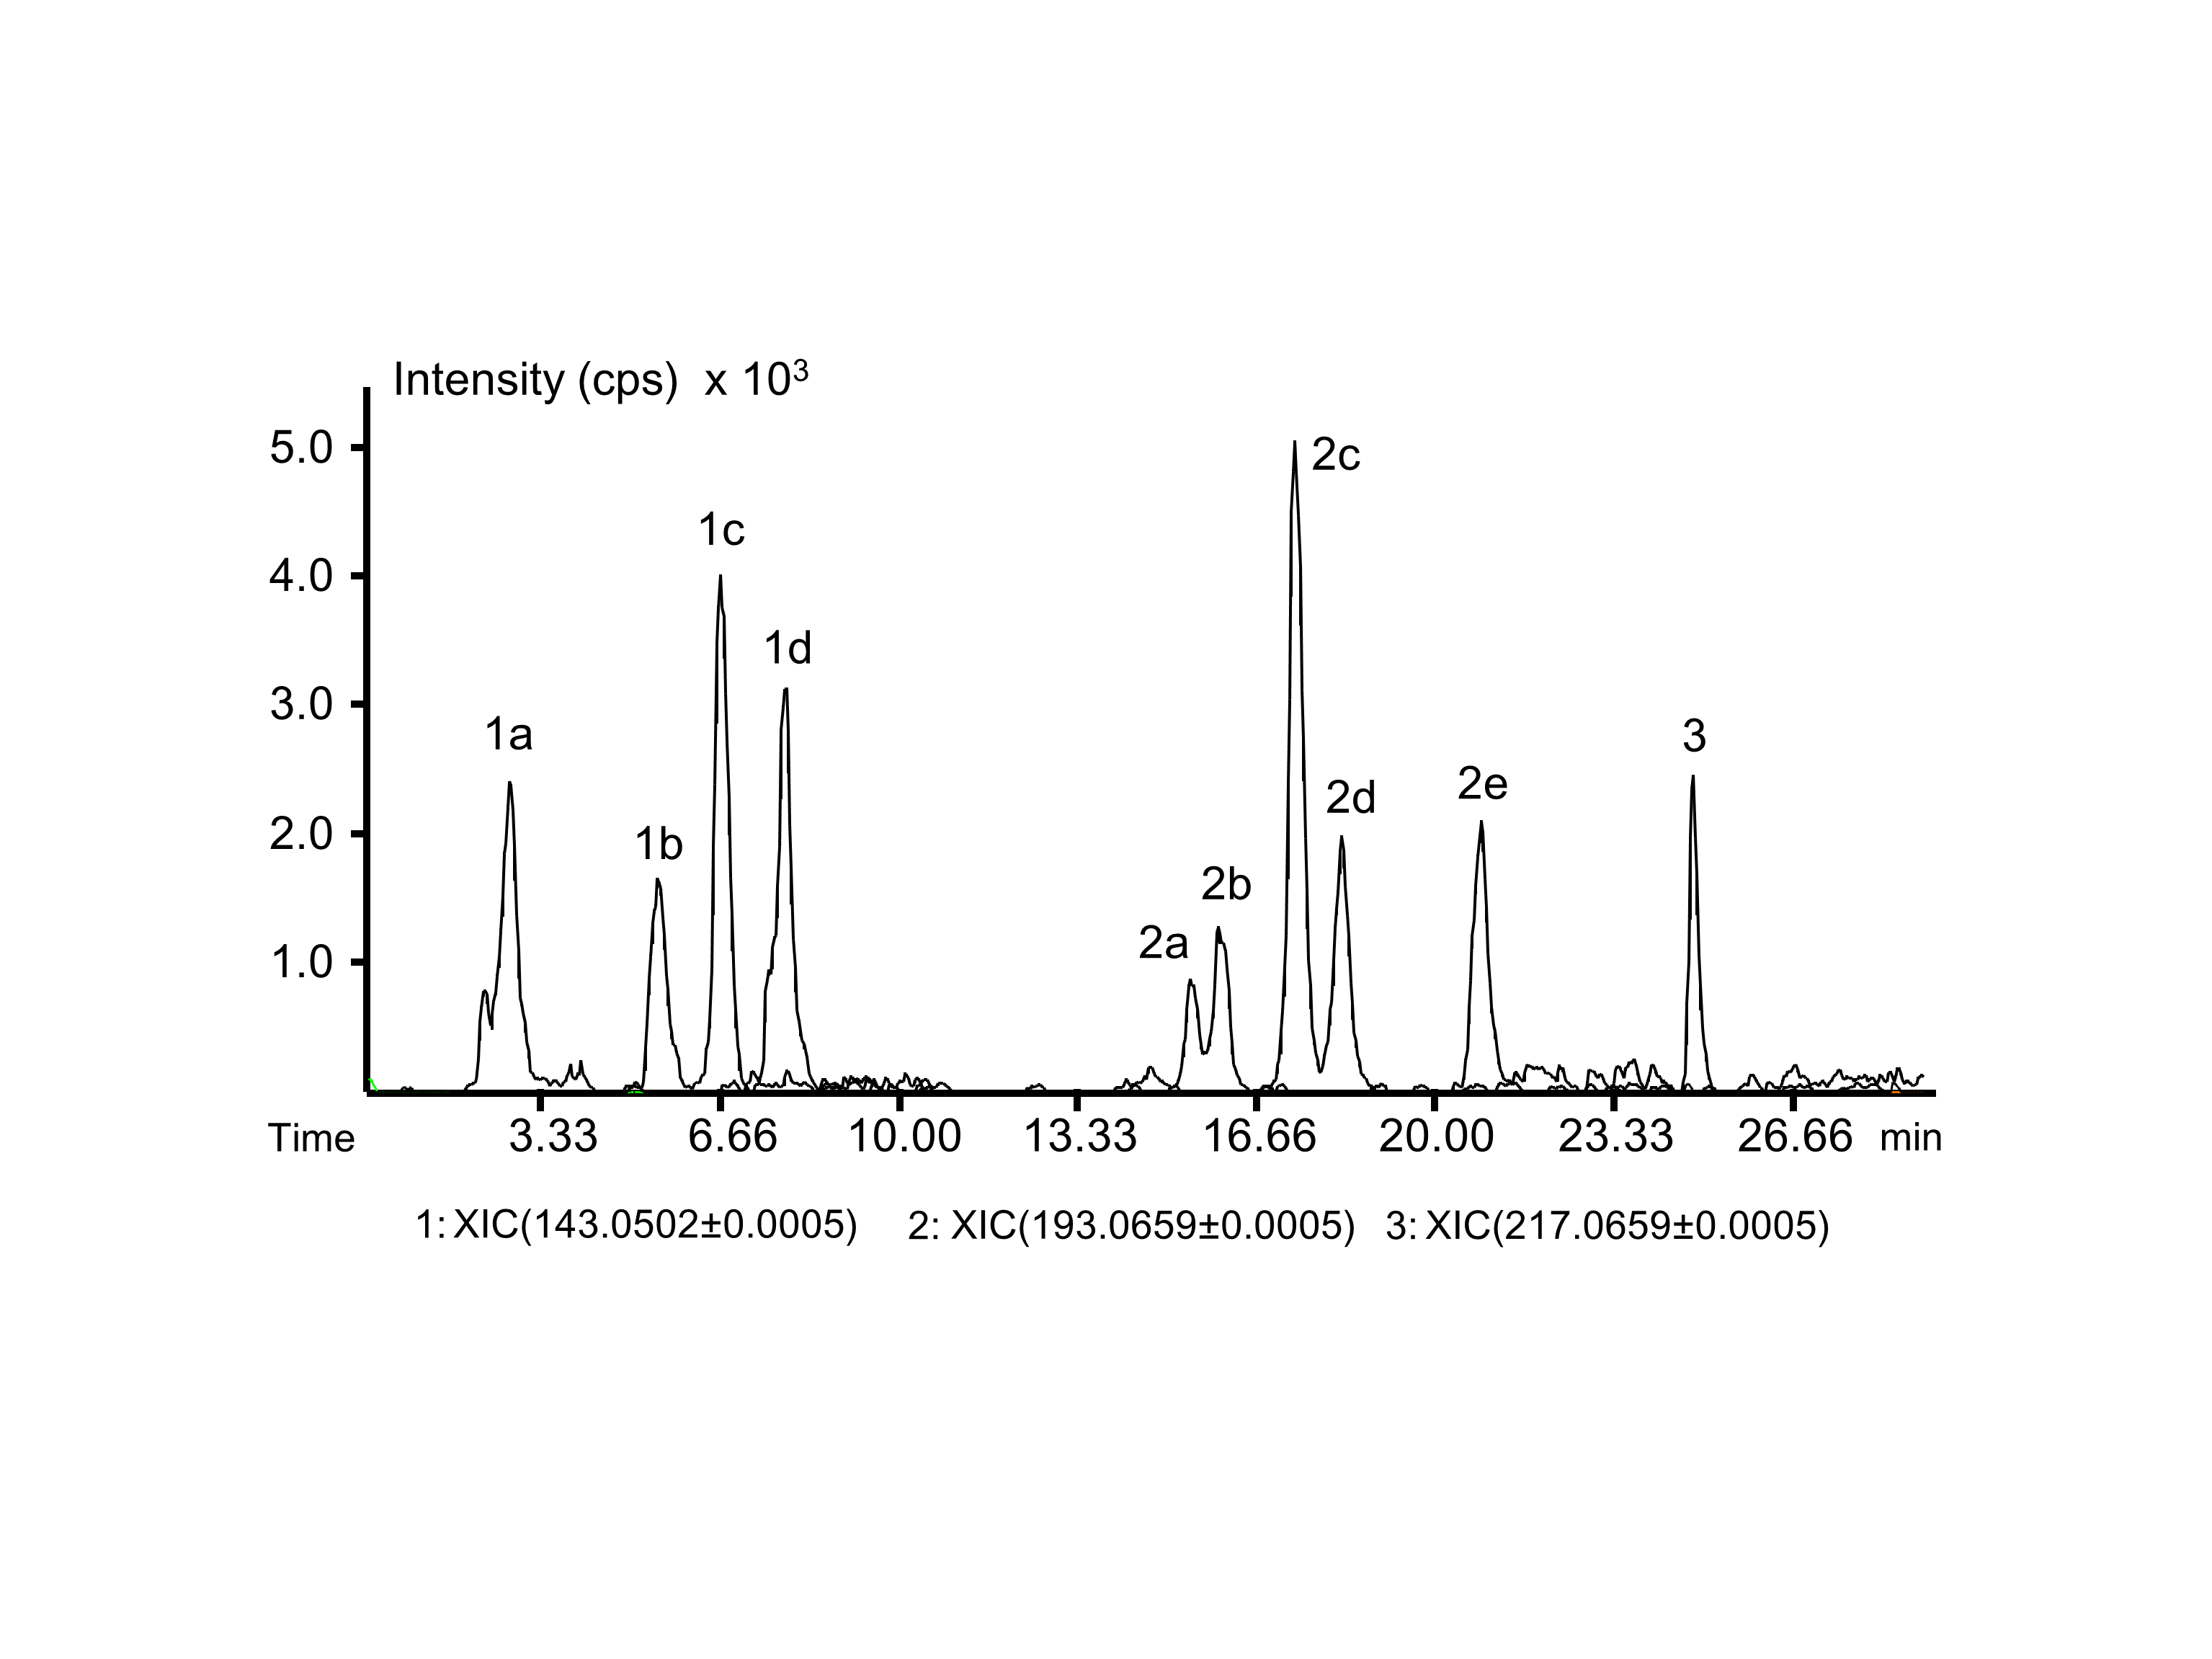 Intensity (cps) x 10³
5.0
2c
1c
4.0
1d
3.0
1a
3
2d
2e
2.0
1b
2b
2a
1.0
Time 3.33 6.66 10.00 13.33 16.66 20.00 23.33 26.66 min
1: XIC(143.0502±0.0005) 2: XIC(193.0659±0.0005) 3: XIC(217.0659±0.0005)